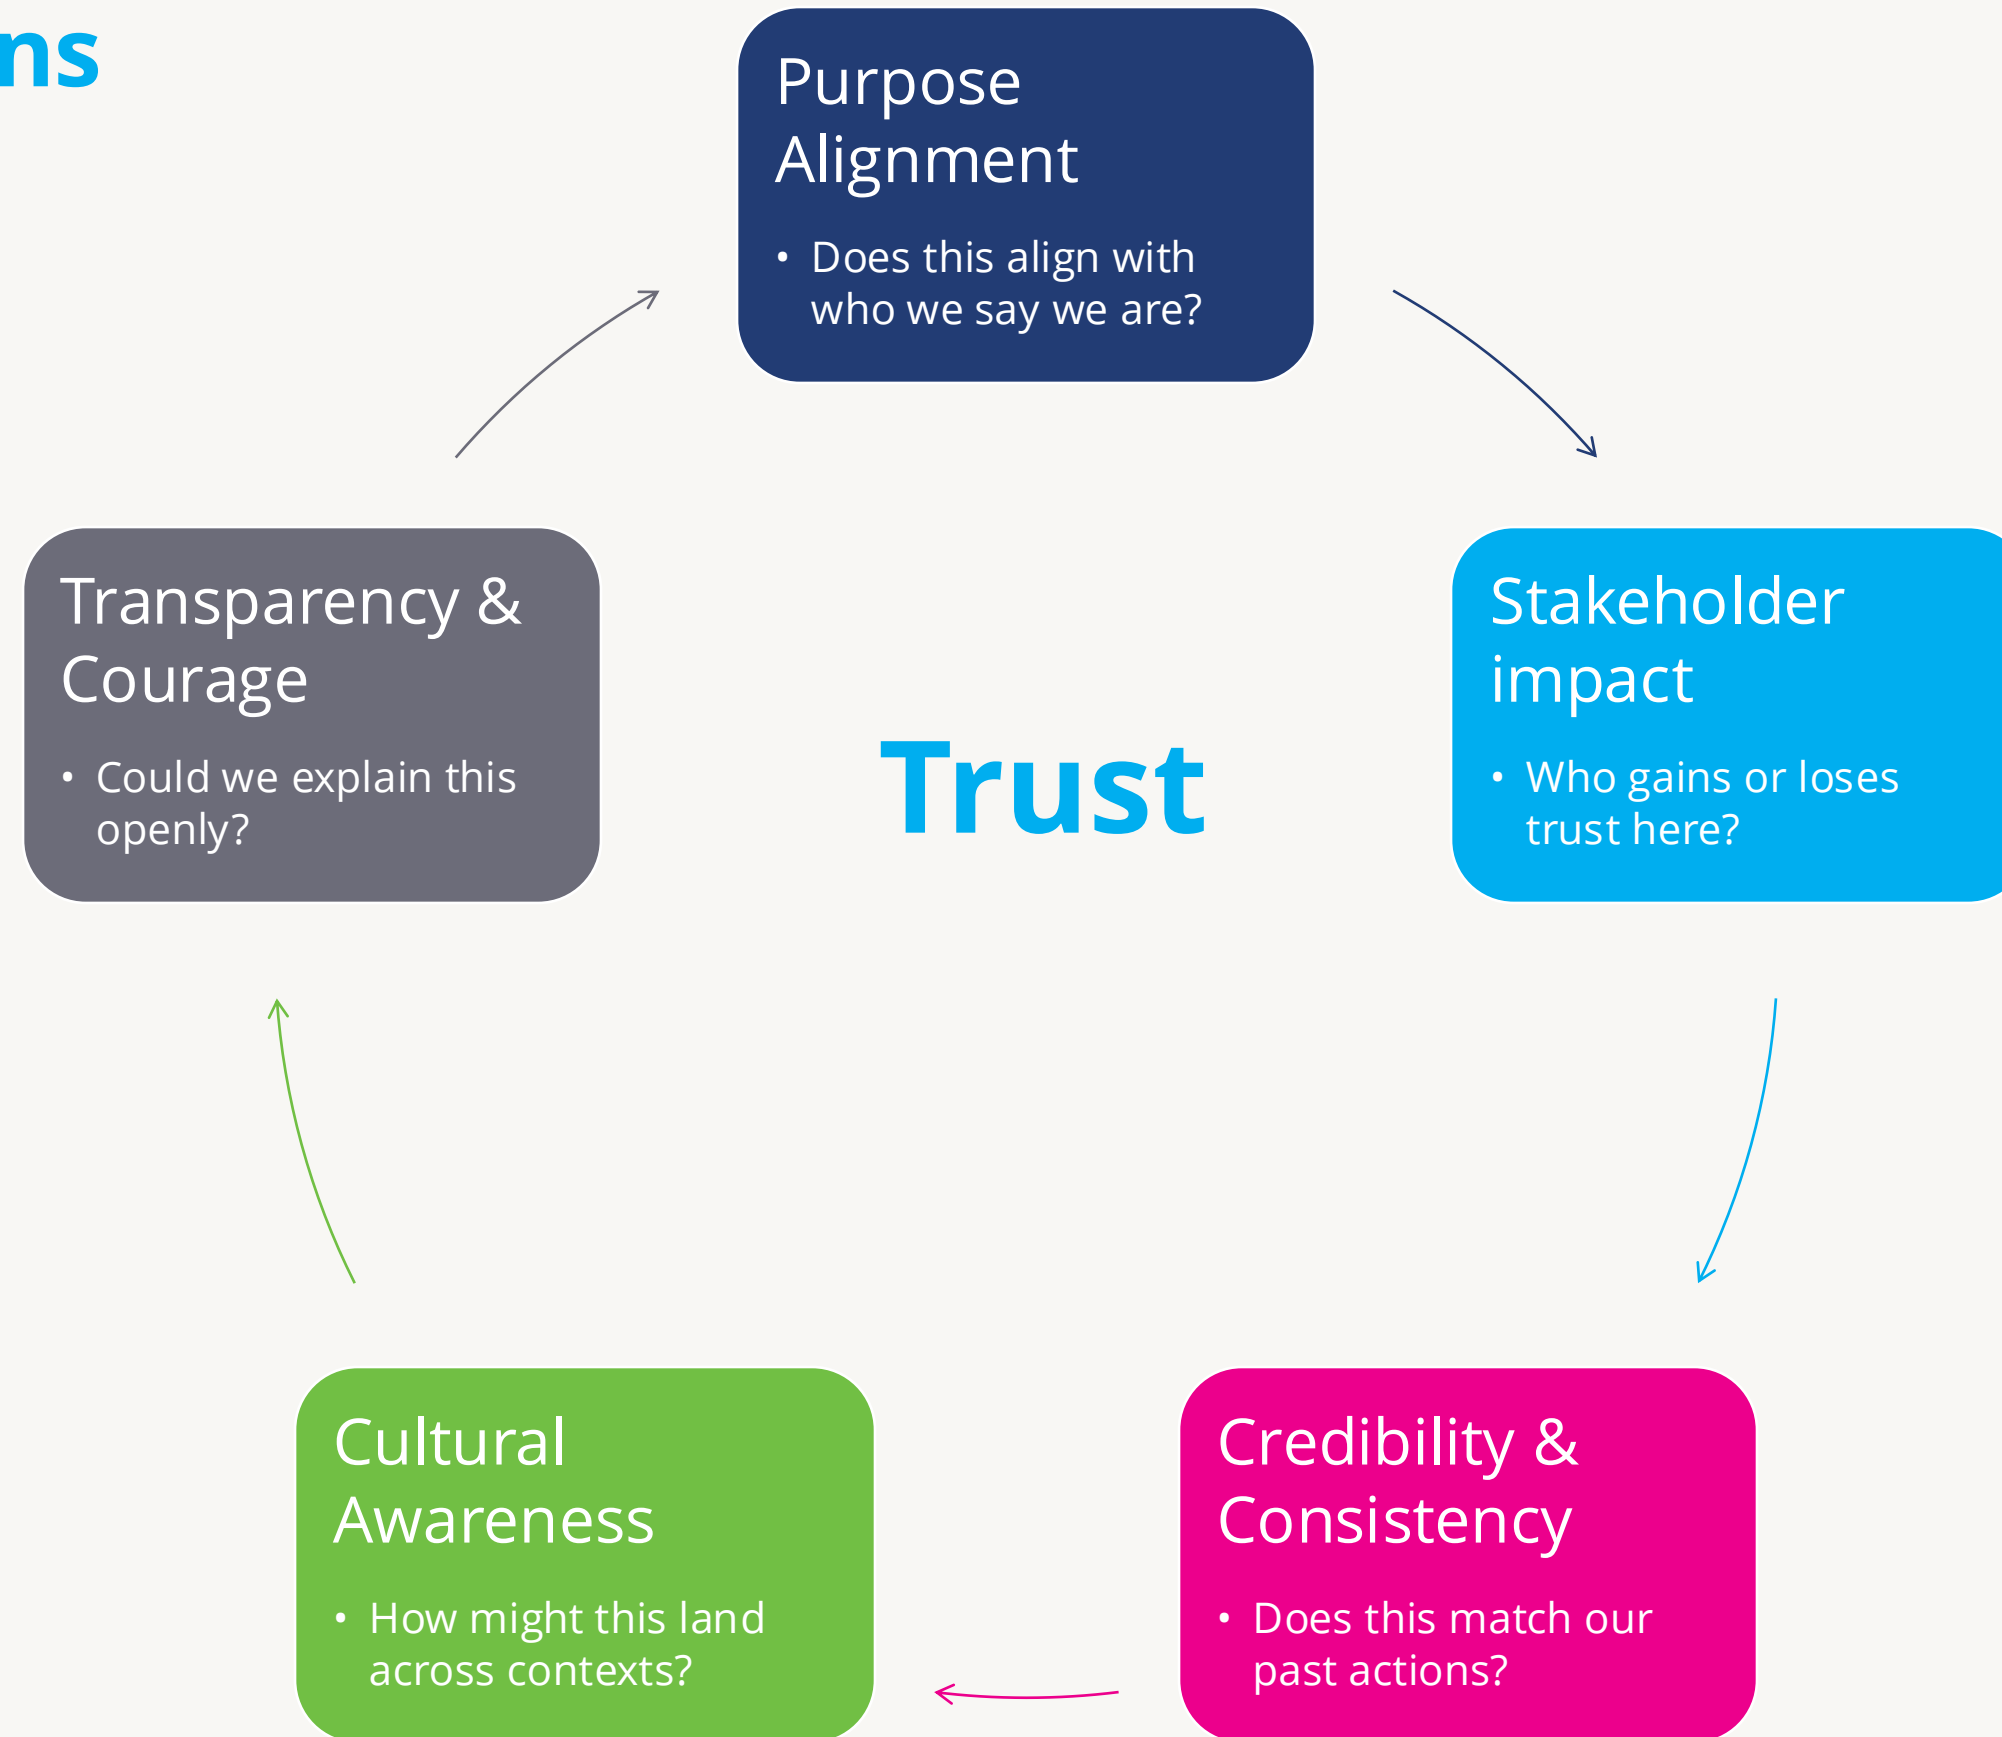 ns
Purpose
Alignment
• Does this align with
who we say we are?
Stakeholder
impact
• Who gains or loses
trust here?
Credibility &
Consistency
• Does this match our
past actions?
Cultural
Awareness
• How might this land
across contexts?
Transparency &
Courage
• Could we explain this
openly?
Trust